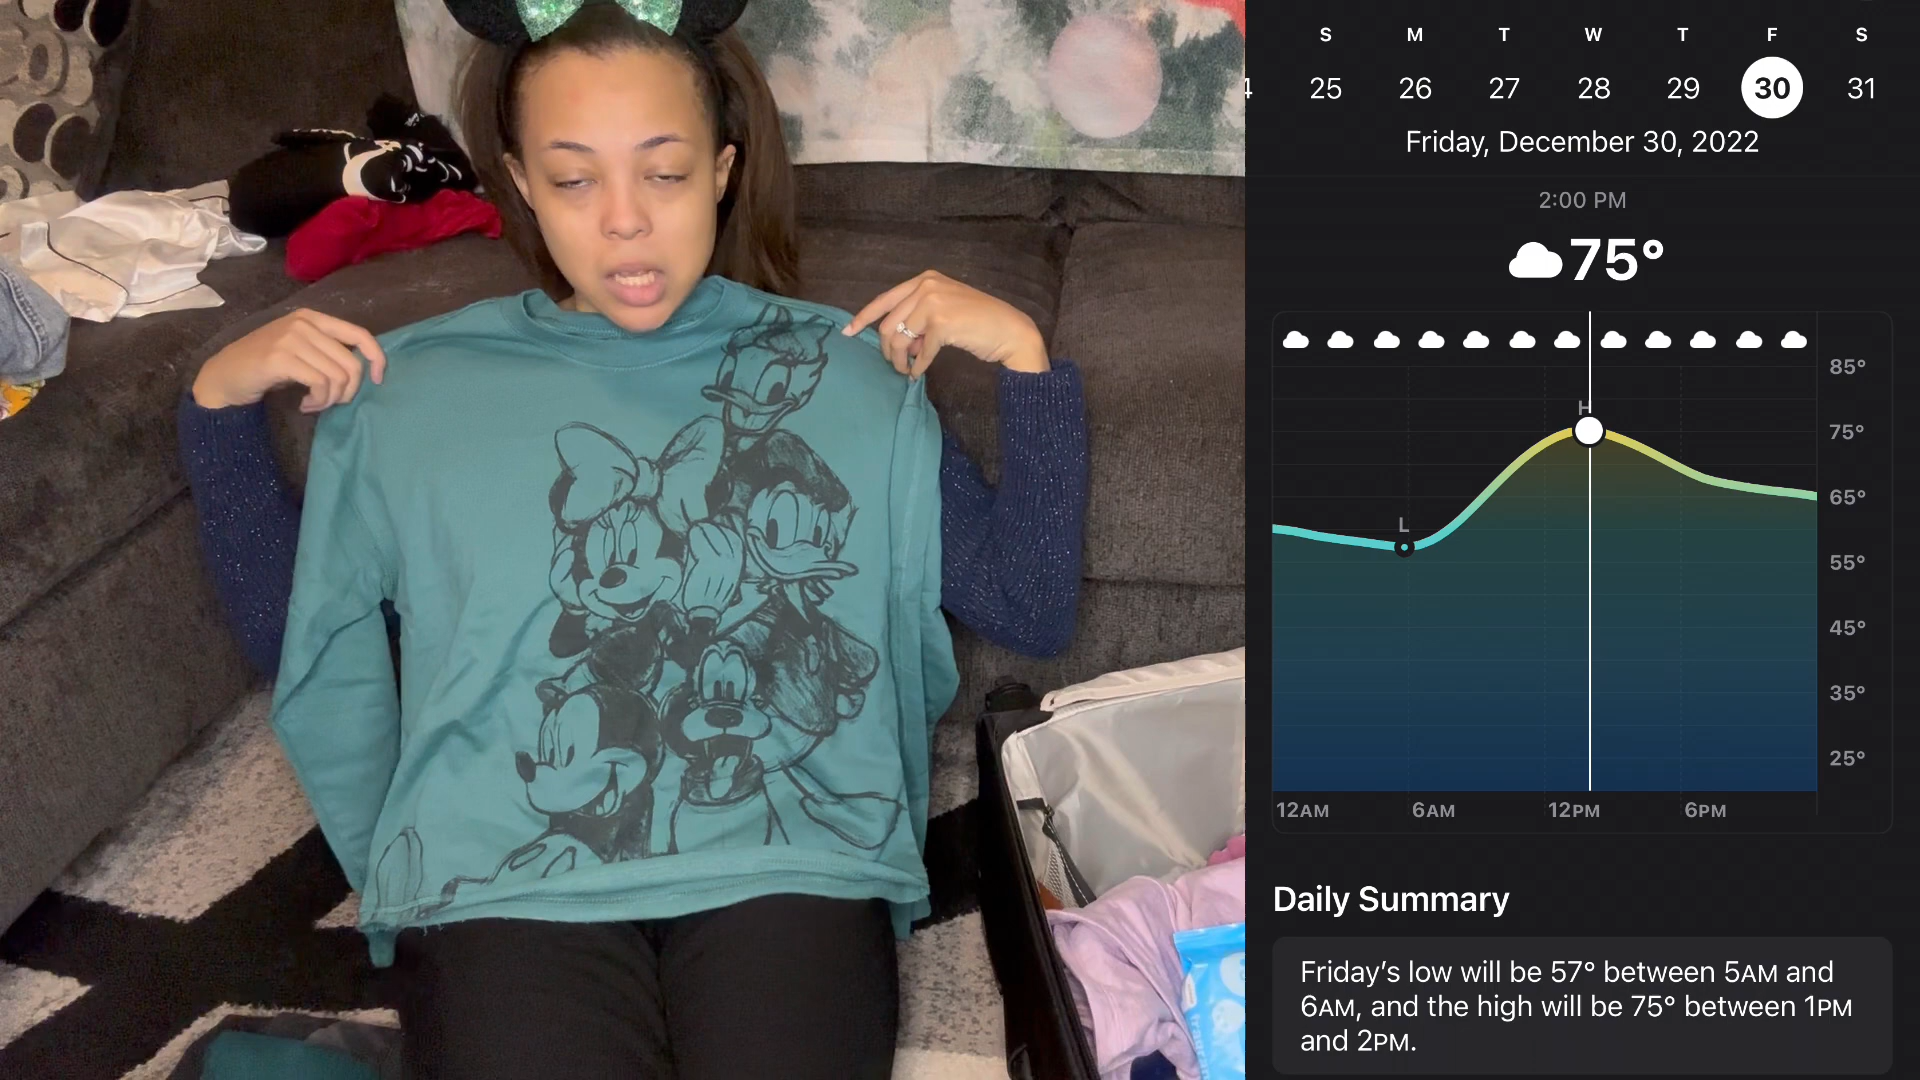 S M T W T F S
25 26 27 28 29 30 31
Friday, December 30, 2022
2:00 PM
75°
H
L
85°
75°
65°
55°
45°
35°
25°
12AM 6AM 12PM 6PM
Daily Summary
Friday's low will be 57° between 5AM and
6AM, and the high will be 75° between 1PM
and 2PM.